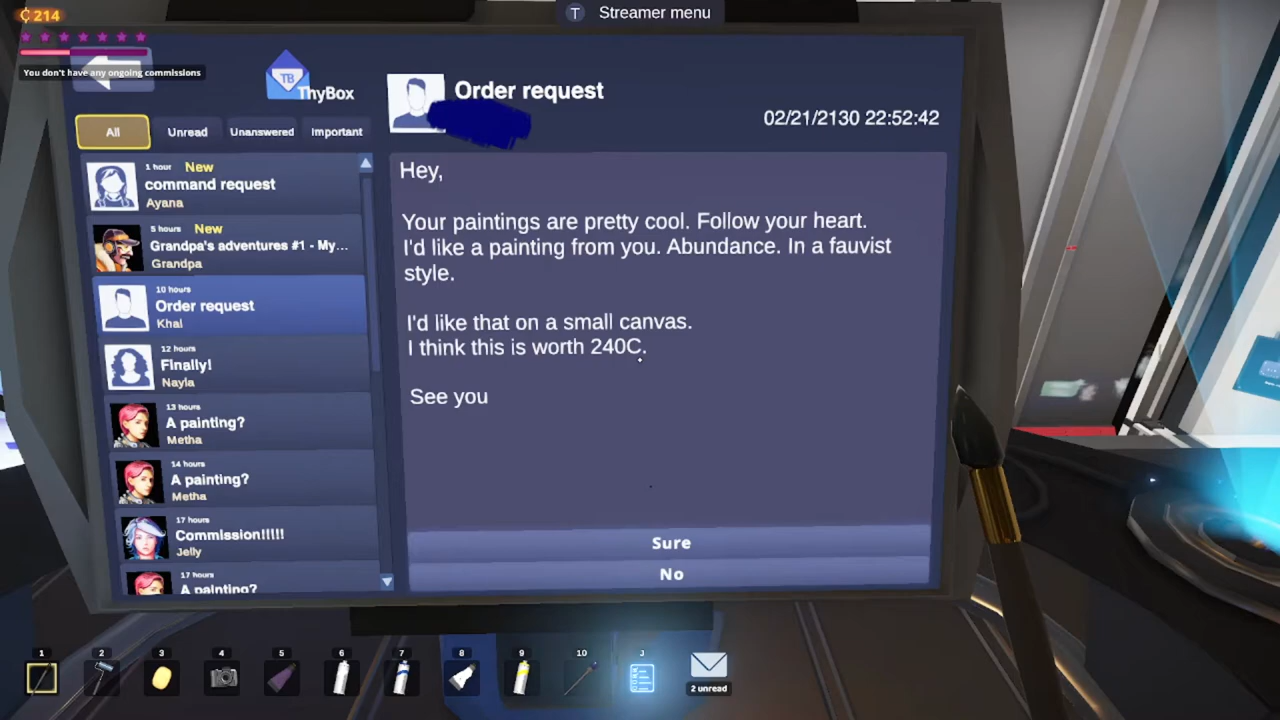 214
T Streamer menu
You don't have any ongoing commissions
TB
ThyBox
All
Unread
Unanswered
Important
1 hour New
command request
Ayana
5 hours New
Grandpa's adventures #1 - My...
Grandpa
10 hours
Order request
Khal
12 hours
Finally!
Nayla
13 hours
A painting?
Metha
14 hours
A painting?
Metha
17 hours
Commission!!!!!
Jelly
17 hours
A painting?
Order request
02/21/2130 22:52:42
Hey,
Your paintings are pretty cool. Follow your heart.
I'd like a painting from you. Abundance. In a fauvist
style.
I'd like that on a small canvas.
I think this is worth 240C.
See you
Sure
No
1 2 3 4 5 6 7 8 9 10 J
2 unread